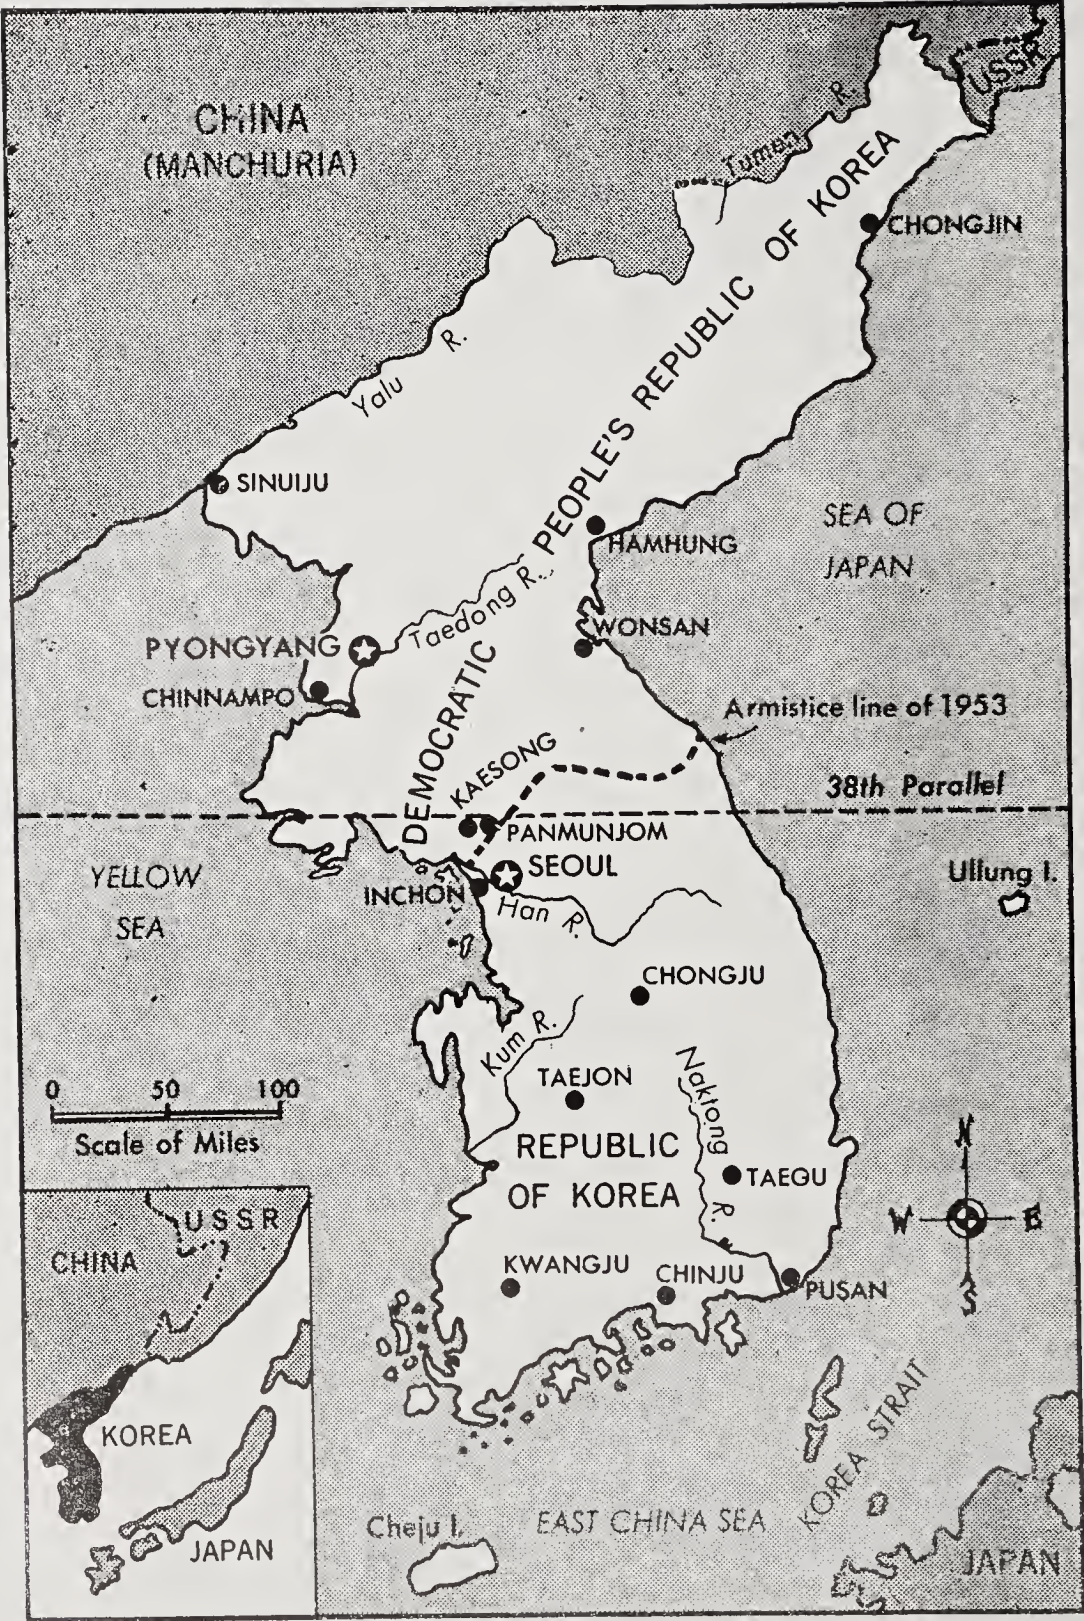 CHINA
(MANCHURIA)
USSR
Tumen R.
CHONGJIN
Yalu R.
DEMOCRATIC PEOPLE'S REPUBLIC OF KOREA
SINUIJU
SEA OF
JAPAN
HAMHUNG
Taedong R.
WONSAN
PYONGYANG
CHINNAMPO
Armistice line of 1953
KAESONG
38th Parallel
PANMUNJOM
SEOUL
YELLOW
SEA
INCHON
Han R.
Ullung I.
CHONGJU
Kum R.
TAEJON
Naktong R.
0 50 100
Scale of Miles
REPUBLIC
OF KOREA
TAEGU
N
W E
S
KWANGJU
CHINJU
PUSAN
USSR
CHINA
KOREA
JAPAN
KOREA STRAIT
Cheju I.
EAST CHINA SEA
JAPAN